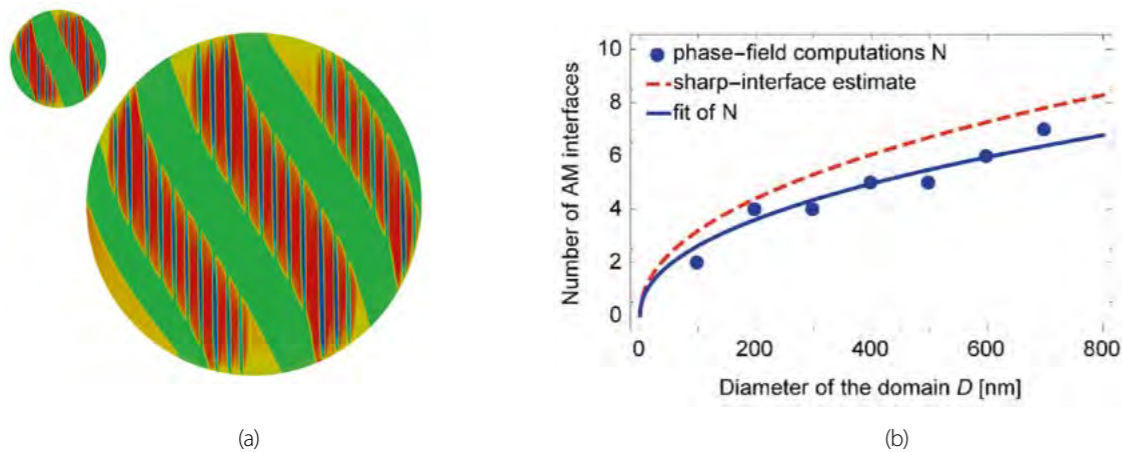 10
8
6
4
2
0
Number of AM interfaces
phase–field computations N
sharp–interface estimate
fit of N
0 200 400 600 800
Diameter of the domain D [nm]
(a) (b)